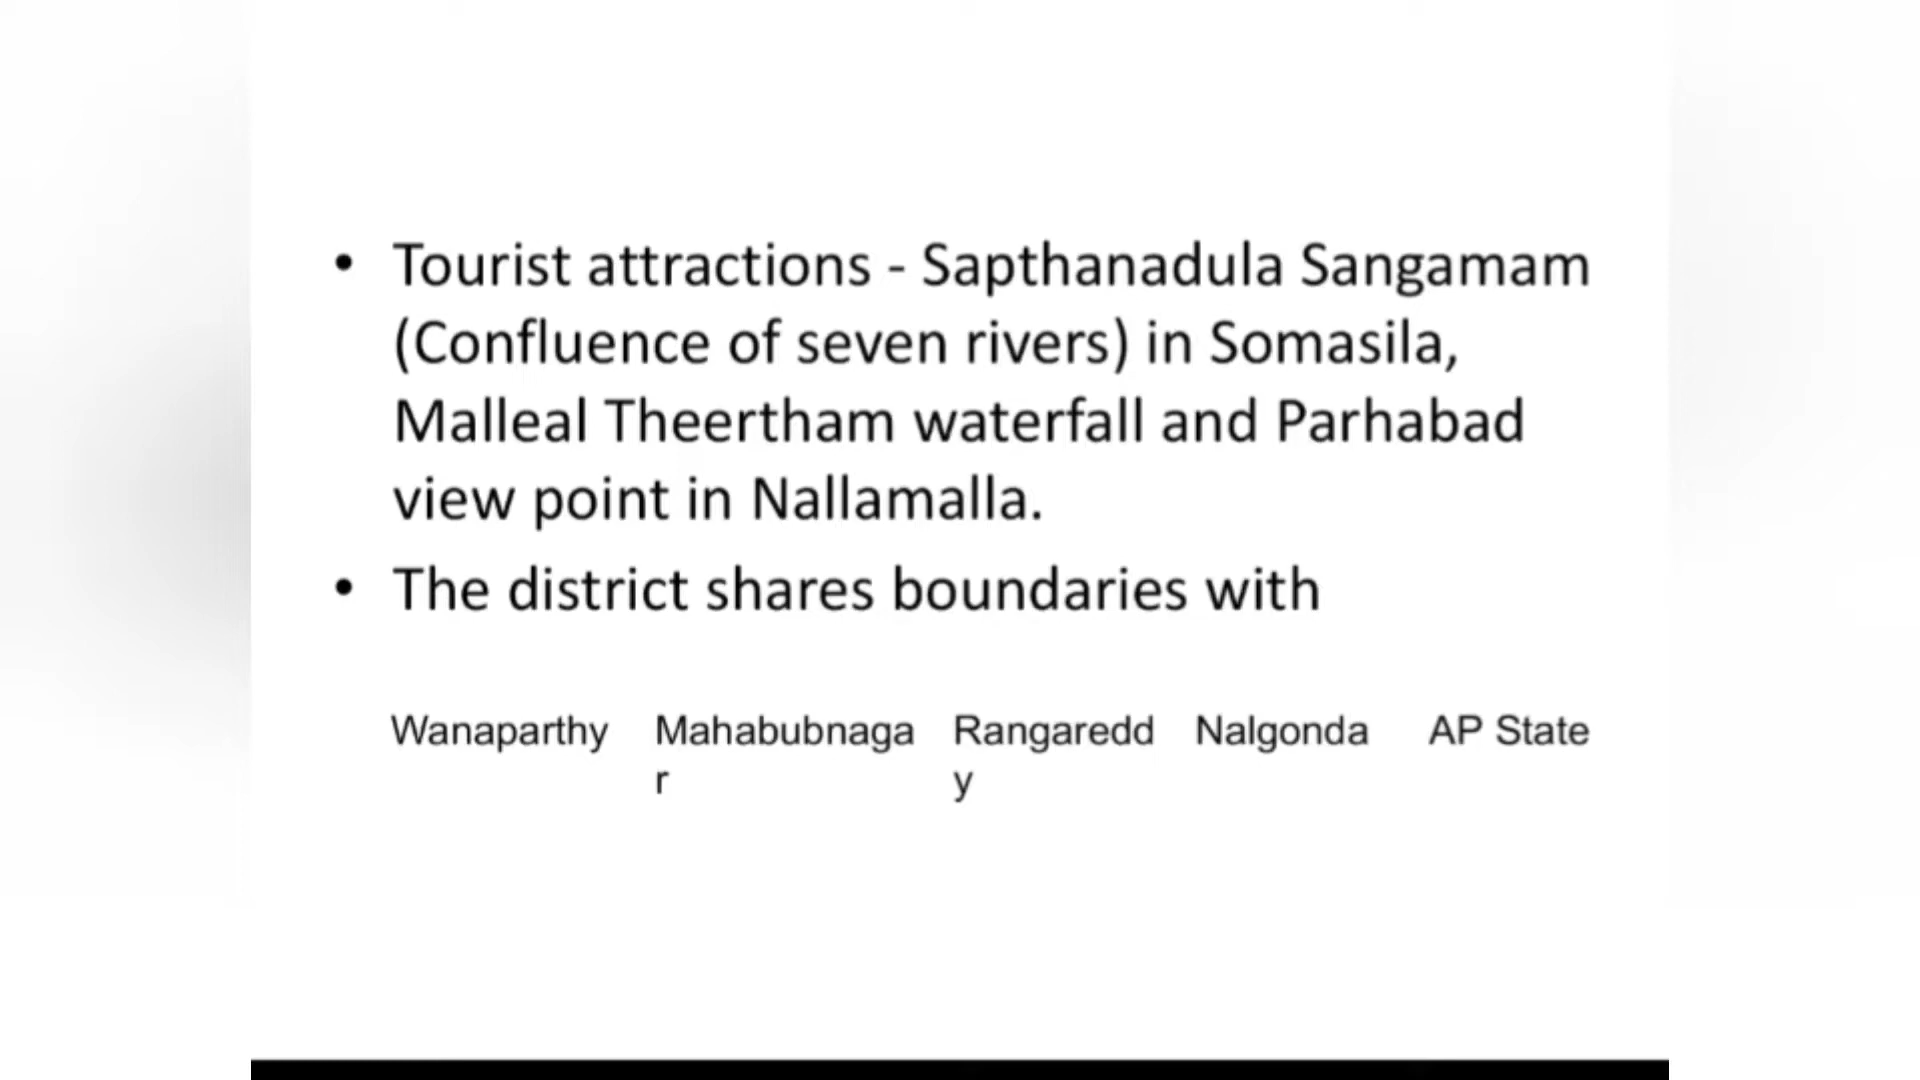 • Tourist attractions - Sapthanadula Sangamam
(Confluence of seven rivers) in Somasila,
Malleal Theertham waterfall and Parhabad
view point in Nallamalla.
• The district shares boundaries with
Wanaparthy Mahabubnaga Rangaredd Nalgonda AP State
r y